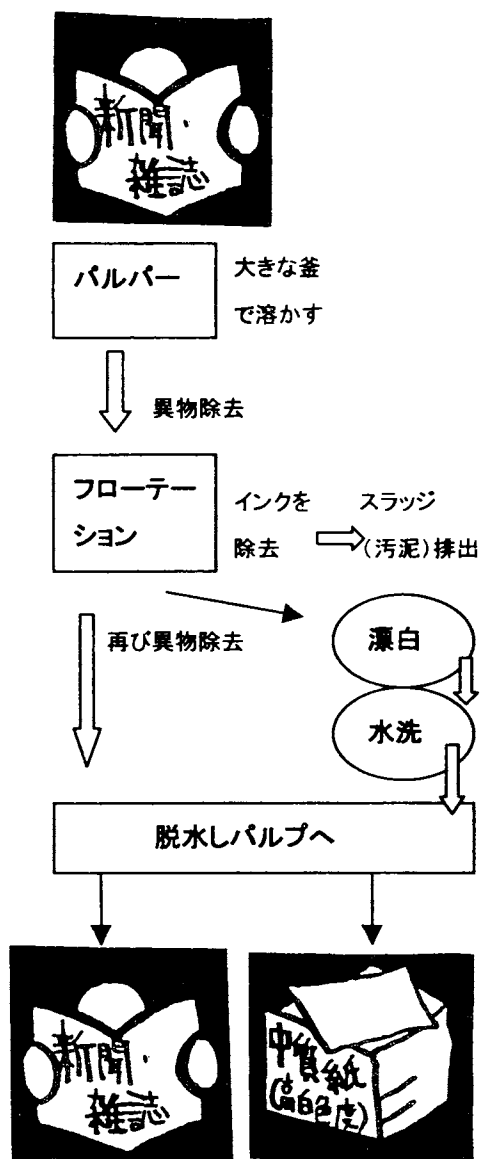 新聞・
雑誌
パルパー
大きな釜
で溶かす
異物除去
フローテー
ション
インクを
除去
スラッジ
(汚泥)排出
再び異物除去
漂白
水洗
脱水しパルプへ
新聞・
雑誌
中質紙
(高白色度)